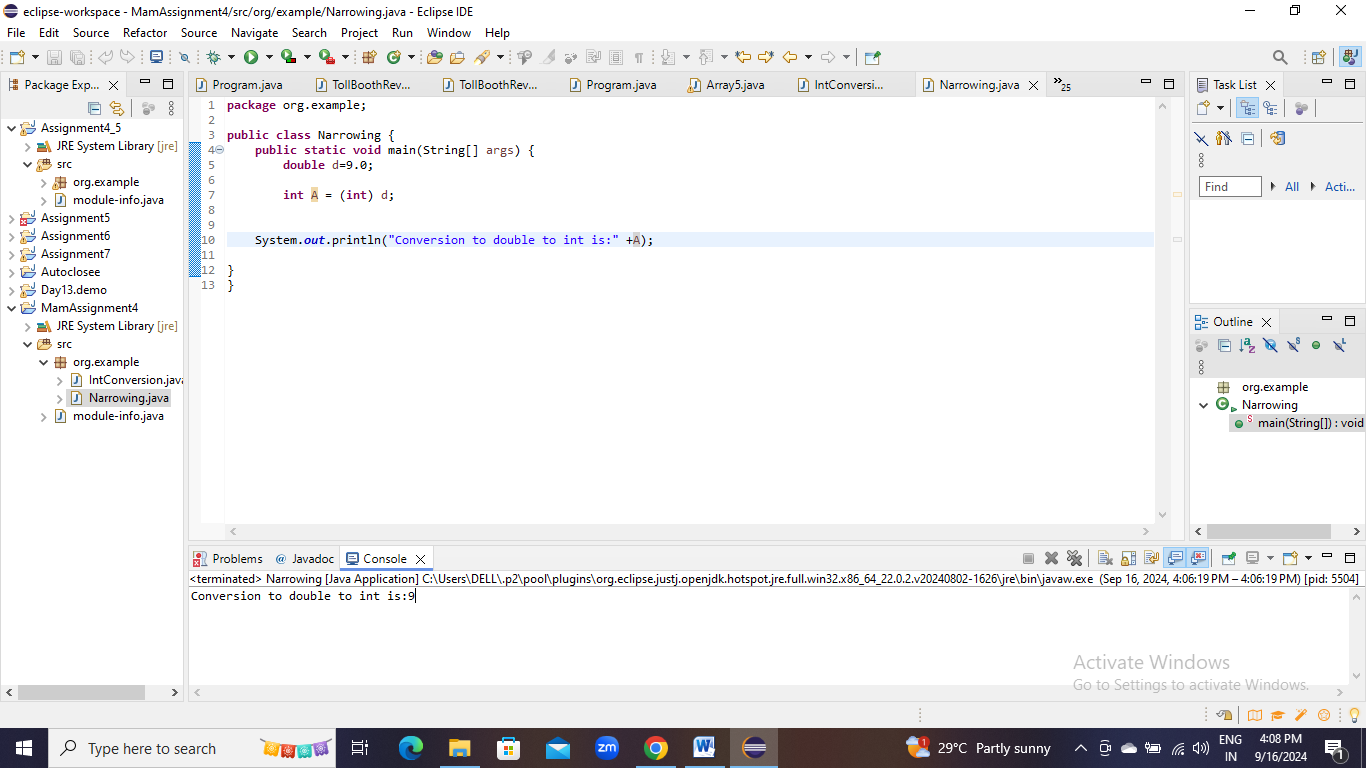 eclipse-workspace - MamAssignment4/src/org/example/Narrowing.java - Eclipse IDE
File Edit Source Refactor Source Navigate Search Project Run Window Help
Package Exp...
Assignment4_5
JRE System Library [jre]
src
org.example
module-info.java
Assignment5
Assignment6
Assignment7
Autoclosee
Day13.demo
MamAssignment4
JRE System Library [jre]
src
org.example
IntConversion.java
Narrowing.java
module-info.java
Program.java TollBoothRev... TollBoothRev... Program.java Array5.java IntConversi... Narrowing.java »25
1 package org.example;
2
3 public class Narrowing {
4 public static void main(String[] args) {
5 double d=9.0;
6
7 int A = (int) d;
8
9
10 System.out.println("Conversion to double to int is:" +A);
11
12 }
13 }
Task List
Find All Acti...
Outline
org.example
Narrowing
main(String[]) : void
Problems @ Javadoc Console
<terminated> Narrowing [Java Application] C:\Users\DELL\.p2\pool\plugins\org.eclipse.justj.openjdk.hotspot.jre.full.win32.x86_64_22.0.2.v20240802-1626\jre\bin\javaw.exe (Sep 16, 2024, 4:06:19 PM – 4:06:19 PM) [pid: 5504]
Conversion to double to int is:9
Activate Windows
Go to Settings to activate Windows.
Type here to search
zm
W
1
29°C Partly sunny
ENG
IN
4:08 PM
9/16/2024
1